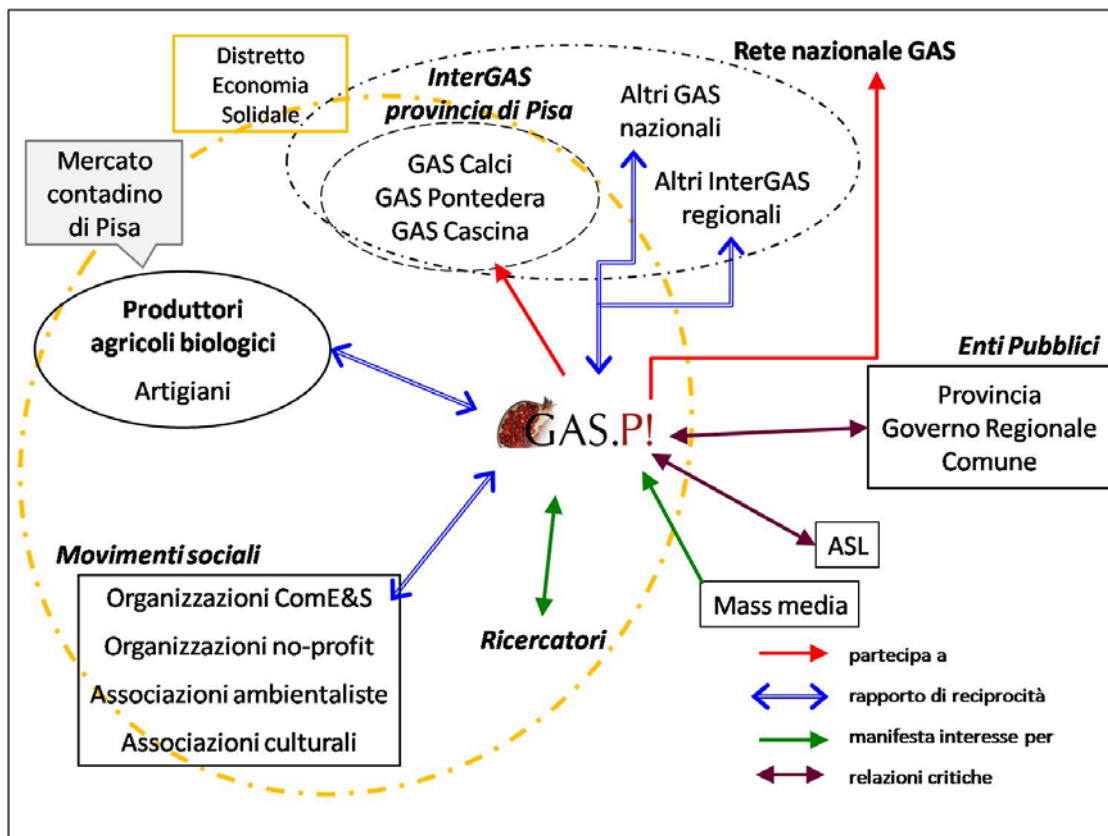 Distretto
Economia
Solidale
InterGAS
provincia di Pisa
Rete nazionale GAS
Altri GAS
nazionali
Mercato
contadino
di Pisa
GAS Calci
GAS Pontedera
GAS Cascina
Altri InterGAS
regionali
Produttori
agricoli biologici
Artigiani
Enti Pubblici
Provincia
Governo Regionale
Comune
GAS.P!
ASL
Movimenti sociali
Organizzazioni ComE&S
Organizzazioni no-profit
Associazioni ambientaliste
Associazioni culturali
Mass media
Ricercatori
partecipa a
rapporto di reciprocità
manifesta interesse per
relazioni critiche